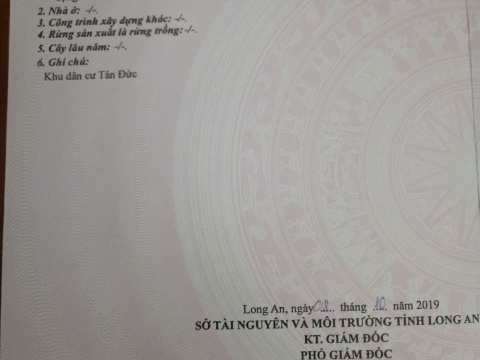 2. Nhà ở: -/-.
3. Công trình xây dựng khác: -/-.
4. Rừng sản xuất là rừng trồng: -/-.
5. Cây lâu năm: -/-.
6. Ghi chú:
Khu dân cư Tân Đức
Long An, ngày 08 tháng 10 năm 2019
SỞ TÀI NGUYÊN VÀ MÔI TRƯỜNG TỈNH LONG AN
KT. GIÁM ĐỐC
PHÓ GIÁM ĐỐC